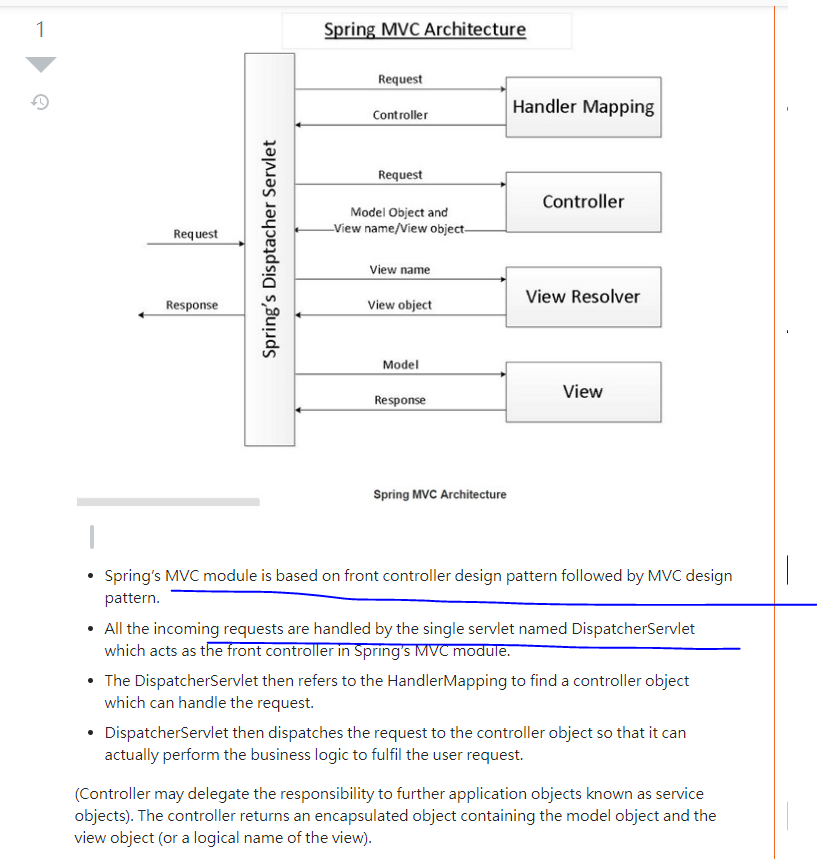 1
Spring MVC Architecture
Request
Handler Mapping
Controller
Request
Controller
Model Object and
View name/View object
Request
Spring's Disptacher Servlet
View name
View Resolver
View object
Response
Model
View
Response
Spring MVC Architecture
• Spring's MVC module is based on front controller design pattern followed by MVC design
pattern.
• All the incoming requests are handled by the single servlet named DispatcherServlet
which acts as the front controller in Spring's MVC module.
• The DispatcherServlet then refers to the HandlerMapping to find a controller object
which can handle the request.
• DispatcherServlet then dispatches the request to the controller object so that it can
actually perform the business logic to fulfil the user request.
(Controller may delegate the responsibility to further application objects known as service
objects). The controller returns an encapsulated object containing the model object and the
view object (or a logical name of the view).